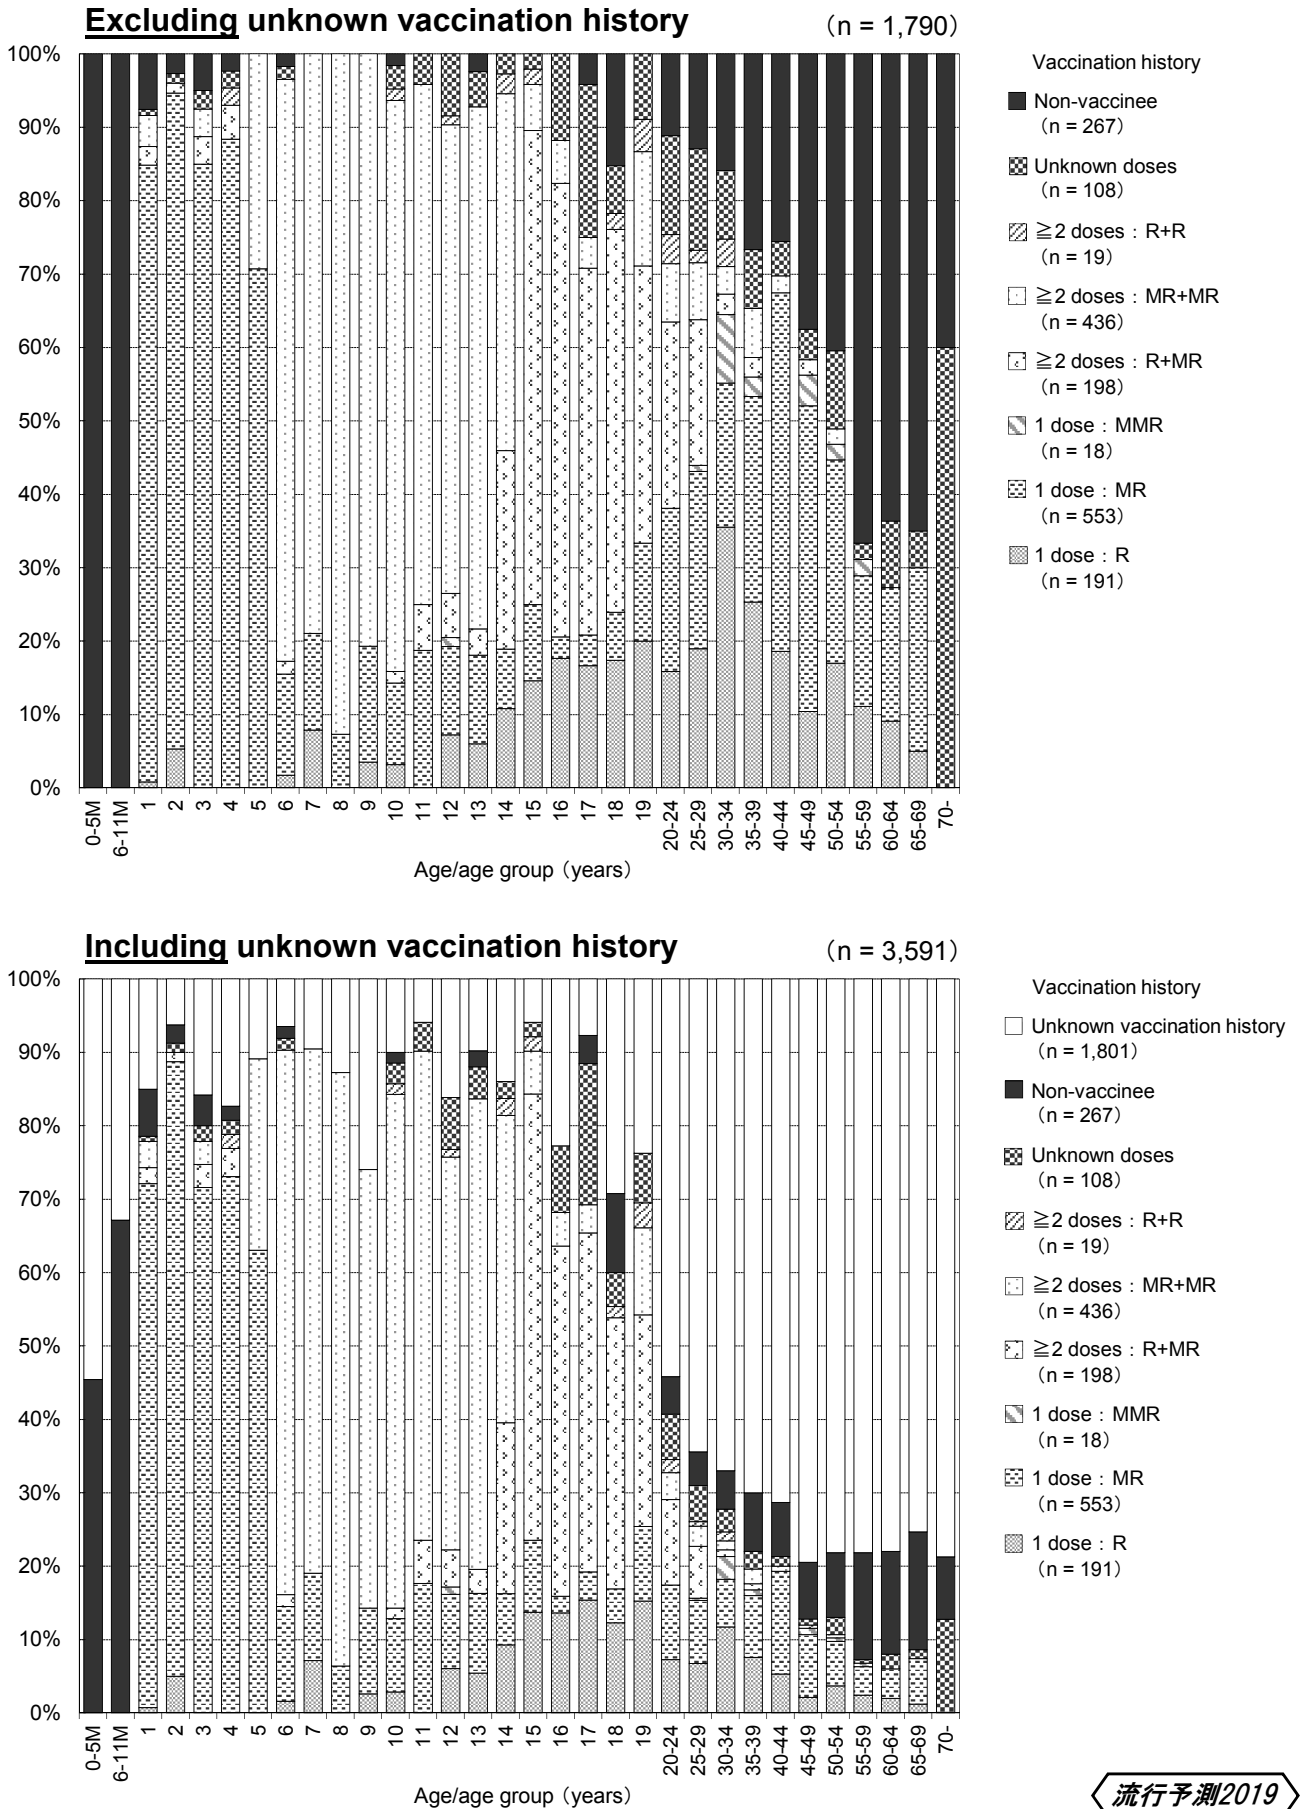 Excluding unknown vaccination history
（n = 1,790）
100%
90%
80%
70%
60%
50%
40%
30%
20%
10%
0%
0-5M
6-11M
1
2
3
4
5
6
7
8
9
10
11
12
13
14
15
16
17
18
19
20-24
25-29
30-34
35-39
40-44
45-49
50-54
55-59
60-64
65-69
70-
Age/age group（years）
Vaccination history
Non-vaccinee
（n = 267）
Unknown doses
（n = 108）
≧2 doses：R+R
（n = 19）
≧2 doses：MR+MR
（n = 436）
≧2 doses：R+MR
（n = 198）
1 dose：MMR
（n = 18）
1 dose：MR
（n = 553）
1 dose：R
（n = 191）
Including unknown vaccination history
（n = 3,591）
100%
90%
80%
70%
60%
50%
40%
30%
20%
10%
0%
0-5M
6-11M
1
2
3
4
5
6
7
8
9
10
11
12
13
14
15
16
17
18
19
20-24
25-29
30-34
35-39
40-44
45-49
50-54
55-59
60-64
65-69
70-
Age/age group（years）
Vaccination history
Unknown vaccination history
（n = 1,801）
Non-vaccinee
（n = 267）
Unknown doses
（n = 108）
≧2 doses：R+R
（n = 19）
≧2 doses：MR+MR
（n = 436）
≧2 doses：R+MR
（n = 198）
1 dose：MMR
（n = 18）
1 dose：MR
（n = 553）
1 dose：R
（n = 191）
流行予測2019